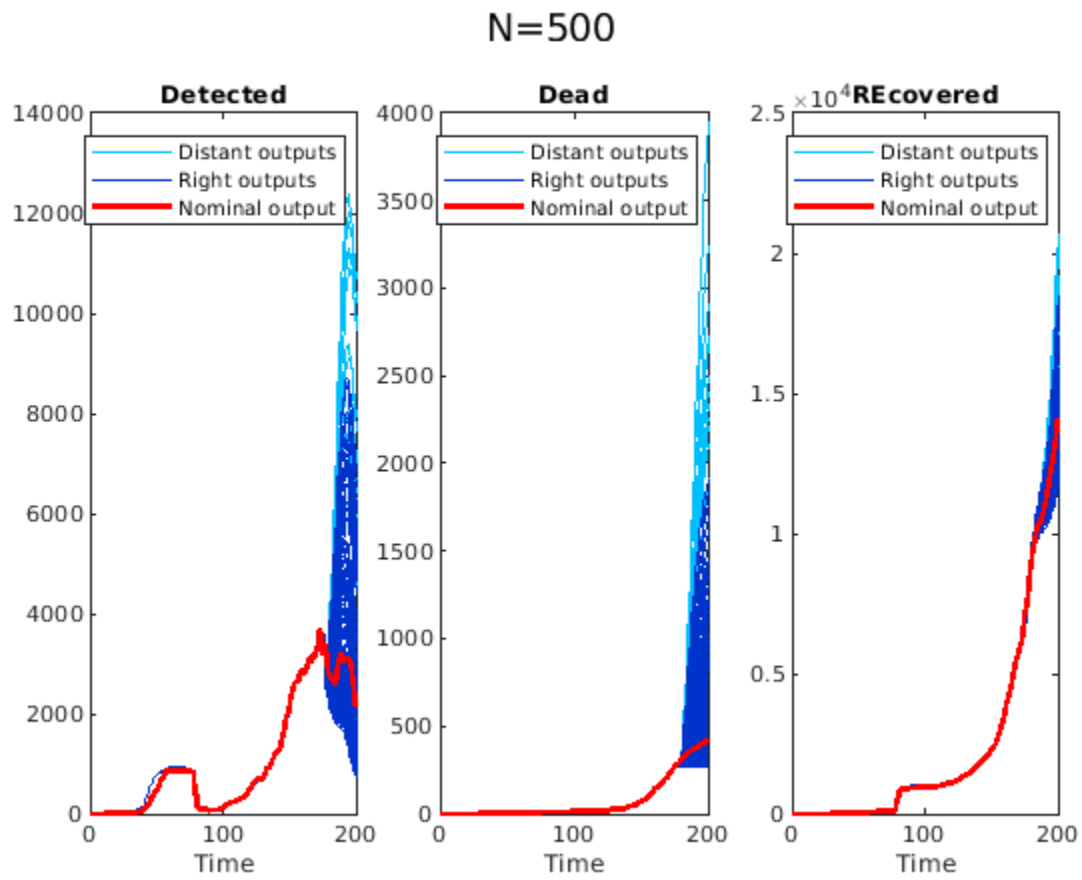 N=500
Detected
14000
12000
10000
8000
6000
4000
2000
0
Distant outputs
Right outputs
Nominal output
0 100 200
Time
Dead
4000
3500
3000
2500
2000
1500
1000
500
0
Distant outputs
Right outputs
Nominal output
0 100 200
Time
×10⁴REcovered
2.5
2
1.5
1
0.5
0
Distant outputs
Right outputs
Nominal output
0 100 200
Time